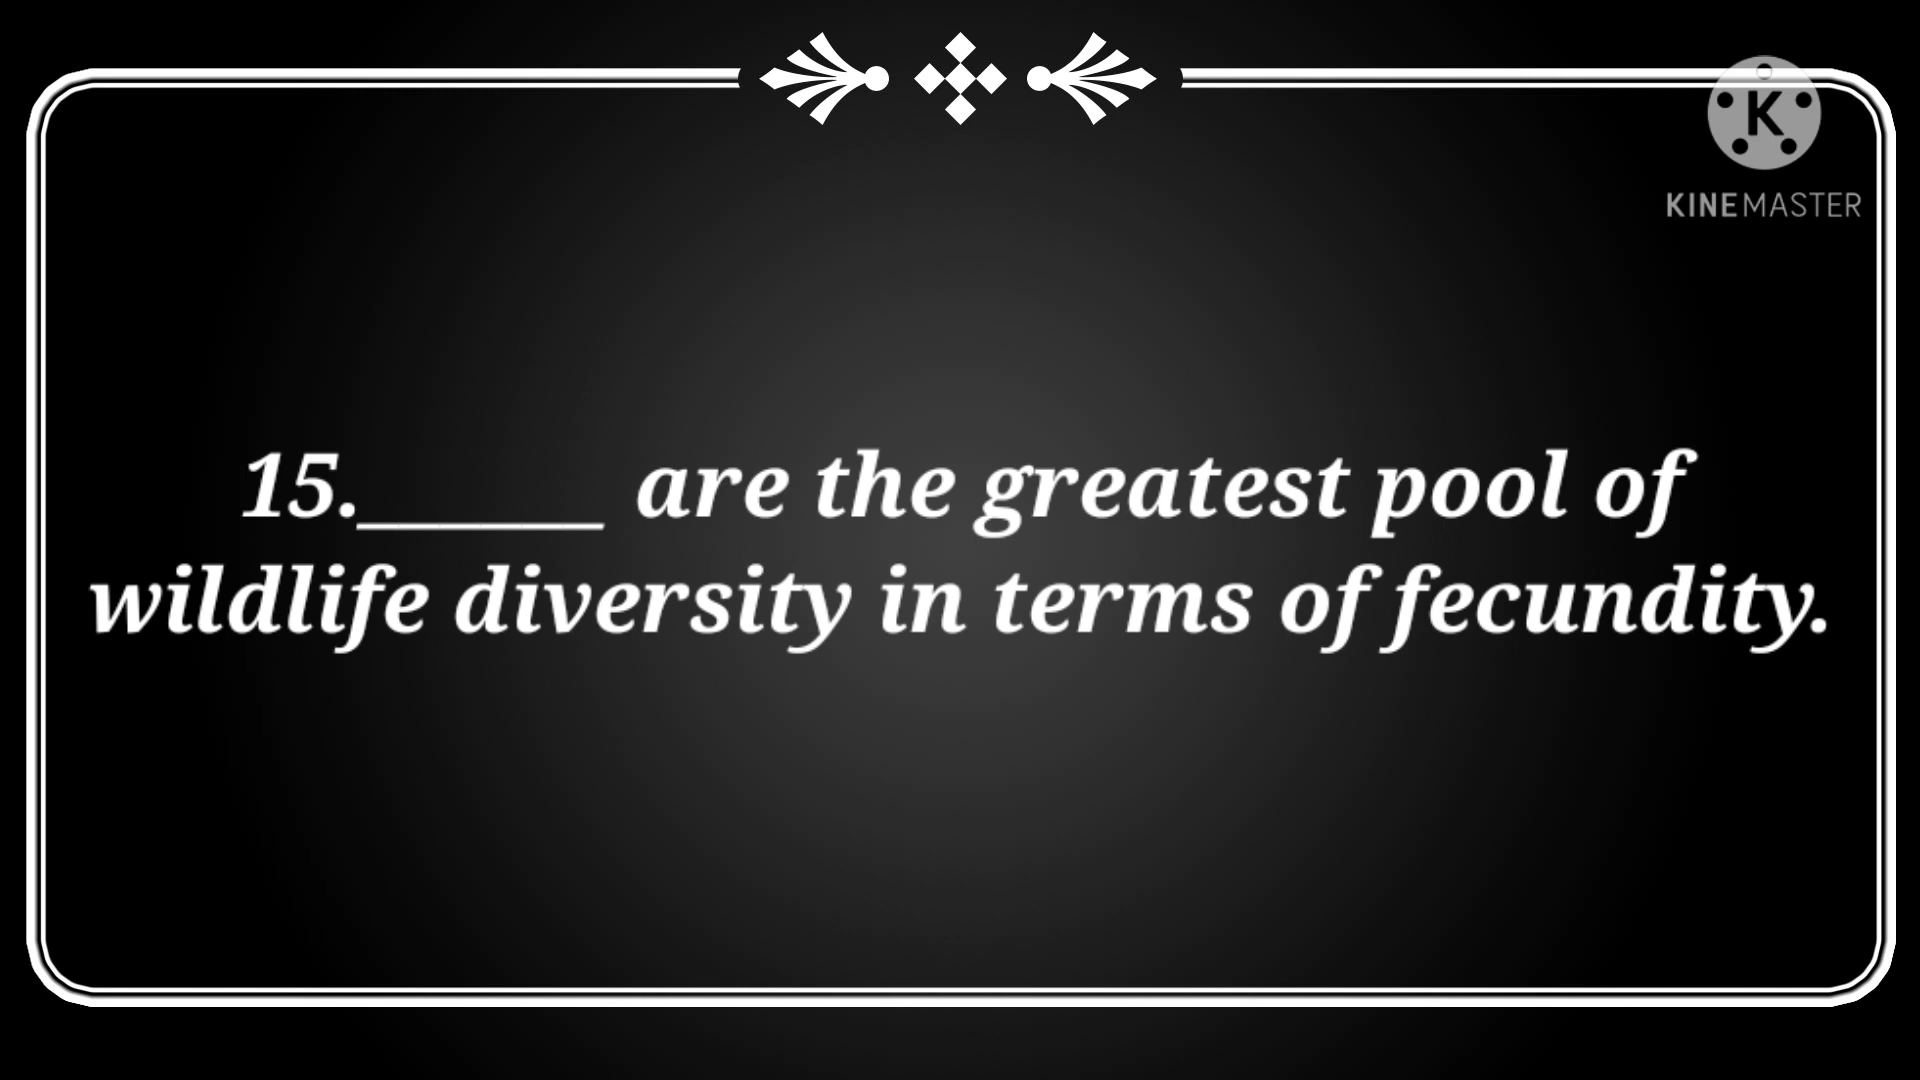 KINEMASTER
15.______ are the greatest pool of
wildlife diversity in terms of fecundity.